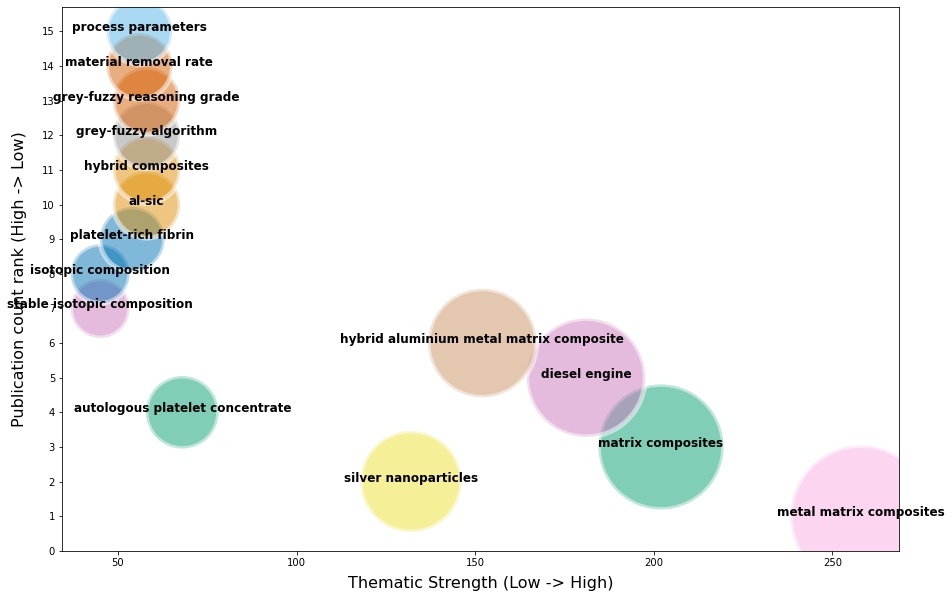 15
process parameters
14
material removal rate
13
grey-fuzzy reasoning grade
12
grey-fuzzy algorithm
11
hybrid composites
10
al-sic
9
platelet-rich fibrin
8
isotopic composition
7
stable isotopic composition
6
hybrid aluminium metal matrix composite
5
diesel engine
4
autologous platelet concentrate
3
matrix composites
2
silver nanoparticles
1
metal matrix composites
0
Publication count rank (High -> Low)
50 100 150 200 250
Thematic Strength (Low -> High)